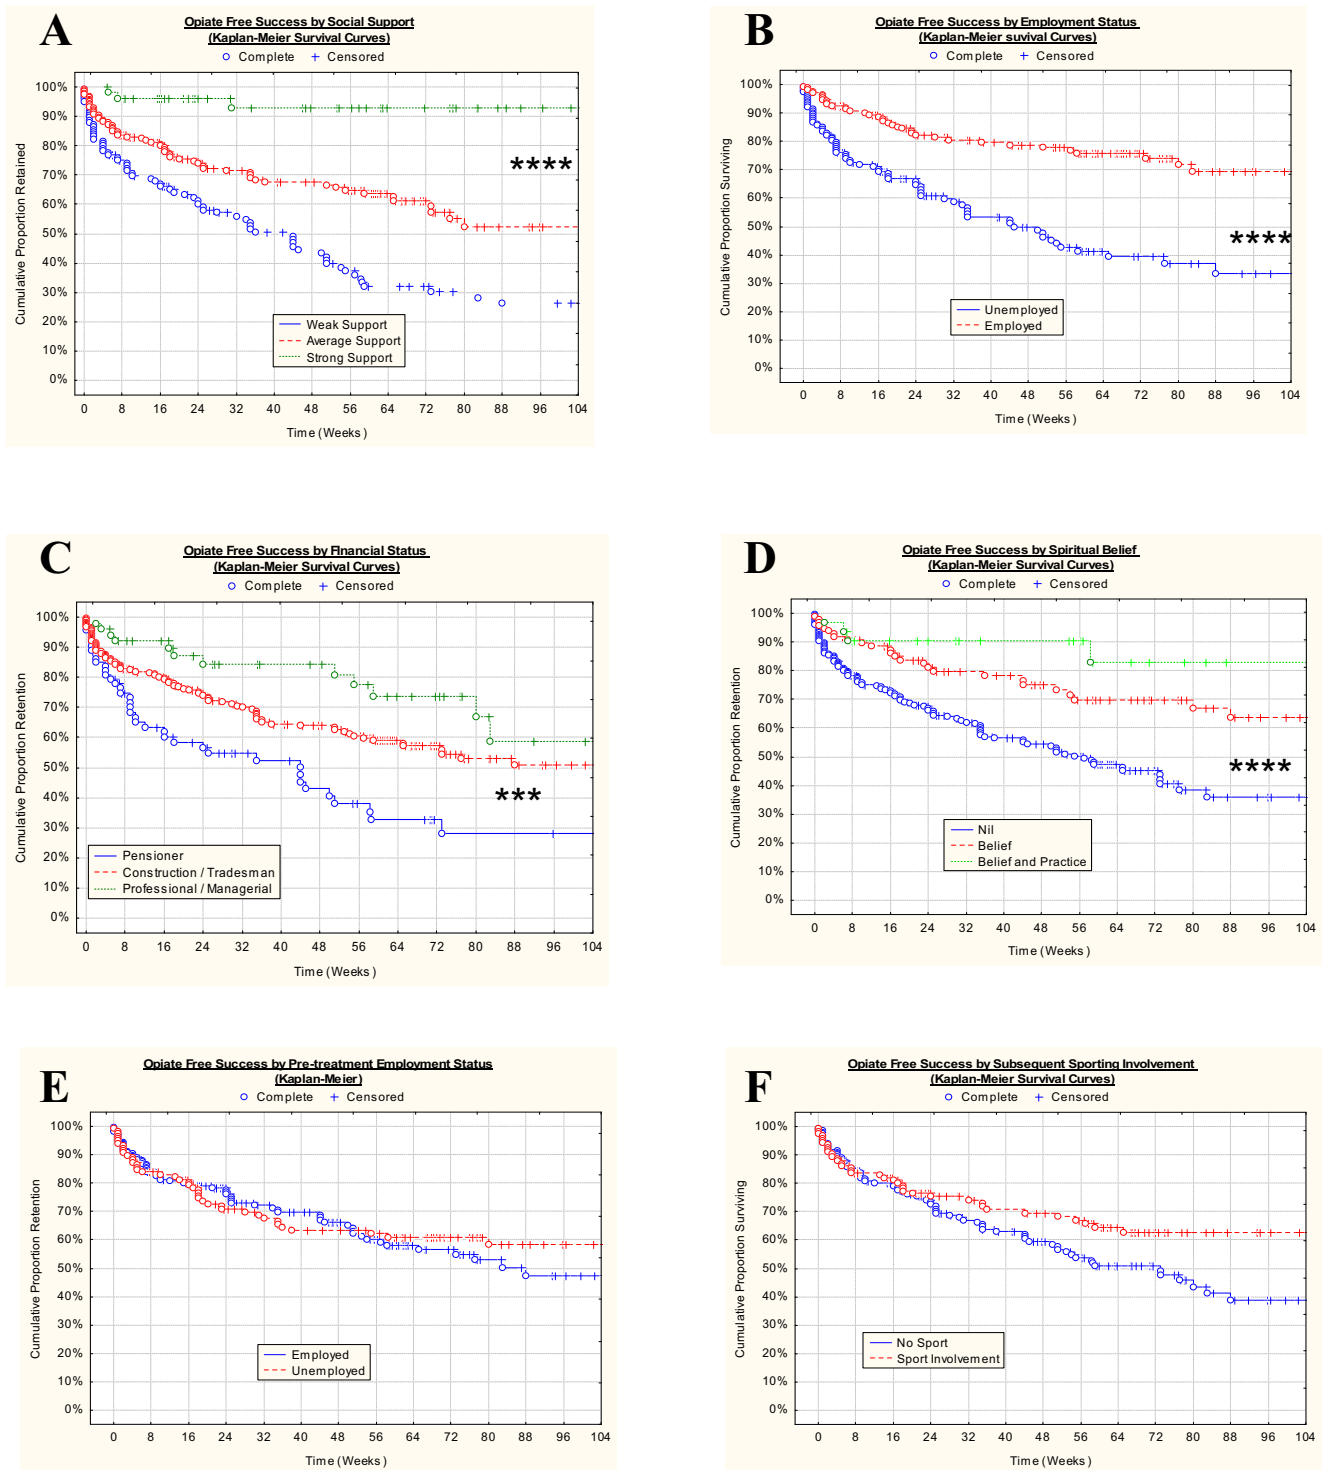 A
Opiate Free Success by Social Support
(Kaplan-Meier Survival Curves)
Complete Censored
Cumulative Proportion Retained
100%
90%
80%
70%
60%
50%
40%
30%
20%
10%
0%
****
Weak Support
Average Support
Strong Support
0 8 16 24 32 40 48 56 64 72 80 88 96 104
Time (Weeks)
B
Opiate Free Success by Employment Status
(Kaplan-Meier suvival Curves)
Complete Censored
Cumulative Proportion Surviving
100%
90%
80%
70%
60%
50%
40%
30%
20%
10%
0%
****
Unemployed
Employed
0 8 16 24 32 40 48 56 64 72 80 88 96 104
Time (Weeks)
C
Opiate Free Success by FInancial Status
(Kaplan-Meier Survival Curves)
Complete Censored
Cumulative Proportion Retention
100%
90%
80%
70%
60%
50%
40%
30%
20%
10%
0%
***
Pensioner
Construction / Tradesman
Professional / Managerial
0 8 16 24 32 40 48 56 64 72 80 88 96 104
Time (Weeks)
D
Opiate Free Success by Spiritual Belief
(Kaplan-Meier Survival Curves)
Complete Censored
Cumulative Proportion Retention
100%
90%
80%
70%
60%
50%
40%
30%
20%
10%
0%
****
Nil
Belief
Belief and Practice
0 8 16 24 32 40 48 56 64 72 80 88 96 104
Time (Weeks)
E
Opiate Free Success by Pre-treatment Employment Status
(Kaplan-Meier)
Complete Censored
Cumulative Proportion Retention
100%
90%
80%
70%
60%
50%
40%
30%
20%
10%
0%
Employed
Unemployed
0 8 16 24 32 40 48 56 64 72 80 88 96 104
Time (Weeks)
F
Opiate Free Success by Subsequent Sporting Involvement
(Kaplan-Meier Survival Curves)
Complete Censored
Cumulative Proportion Surviving
100%
90%
80%
70%
60%
50%
40%
30%
20%
10%
0%
No Sport
Sport Involvement
0 8 16 24 32 40 48 56 64 72 80 88 96 104
Time (Weeks)